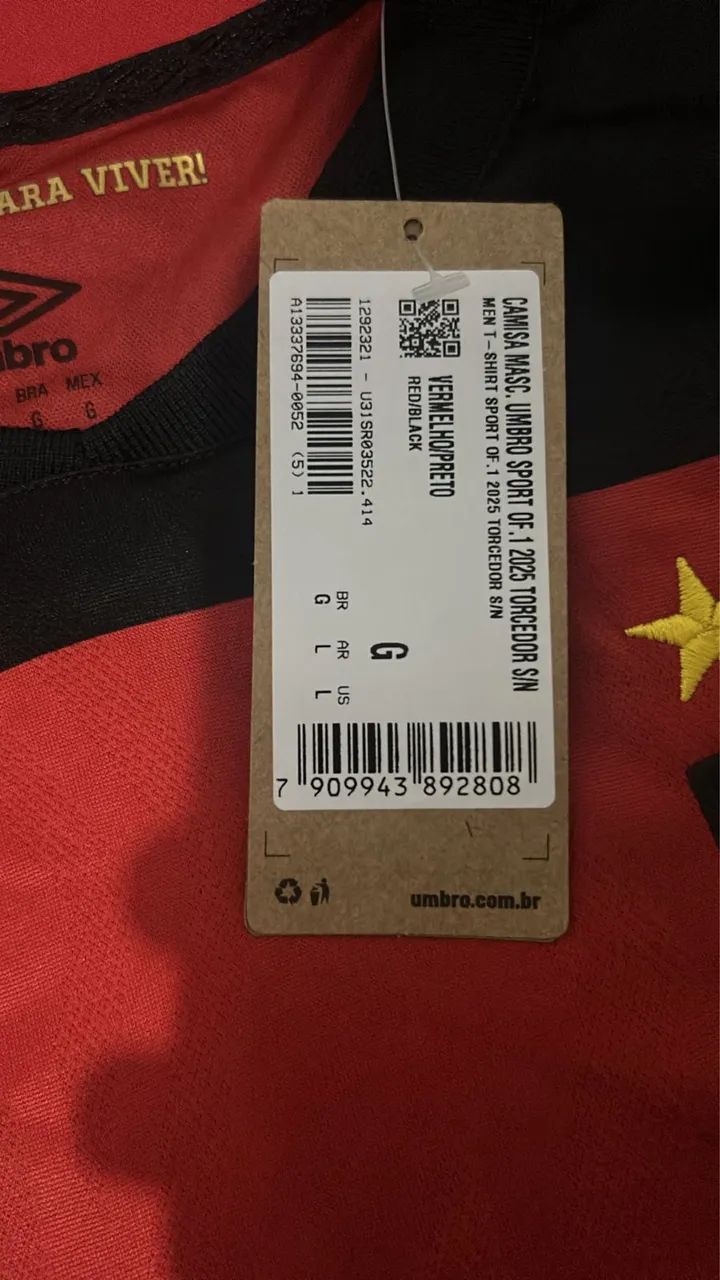 ARA VIVER!
bro
BRA MEX
G G
CAMISA MASC. UMBRO SPORT OF.1 2025 TORCEDOR S/N
MEN T-SHIRT SPORT OF.1 2025 TORCEDOR S/N
VERMELHO/PRETO
RED/BLACK
1292321 - U31SR03522.414
A13337694-0052 (5) 1
G
BR AR US
G L L
7 909943 892808
umbro.com.br